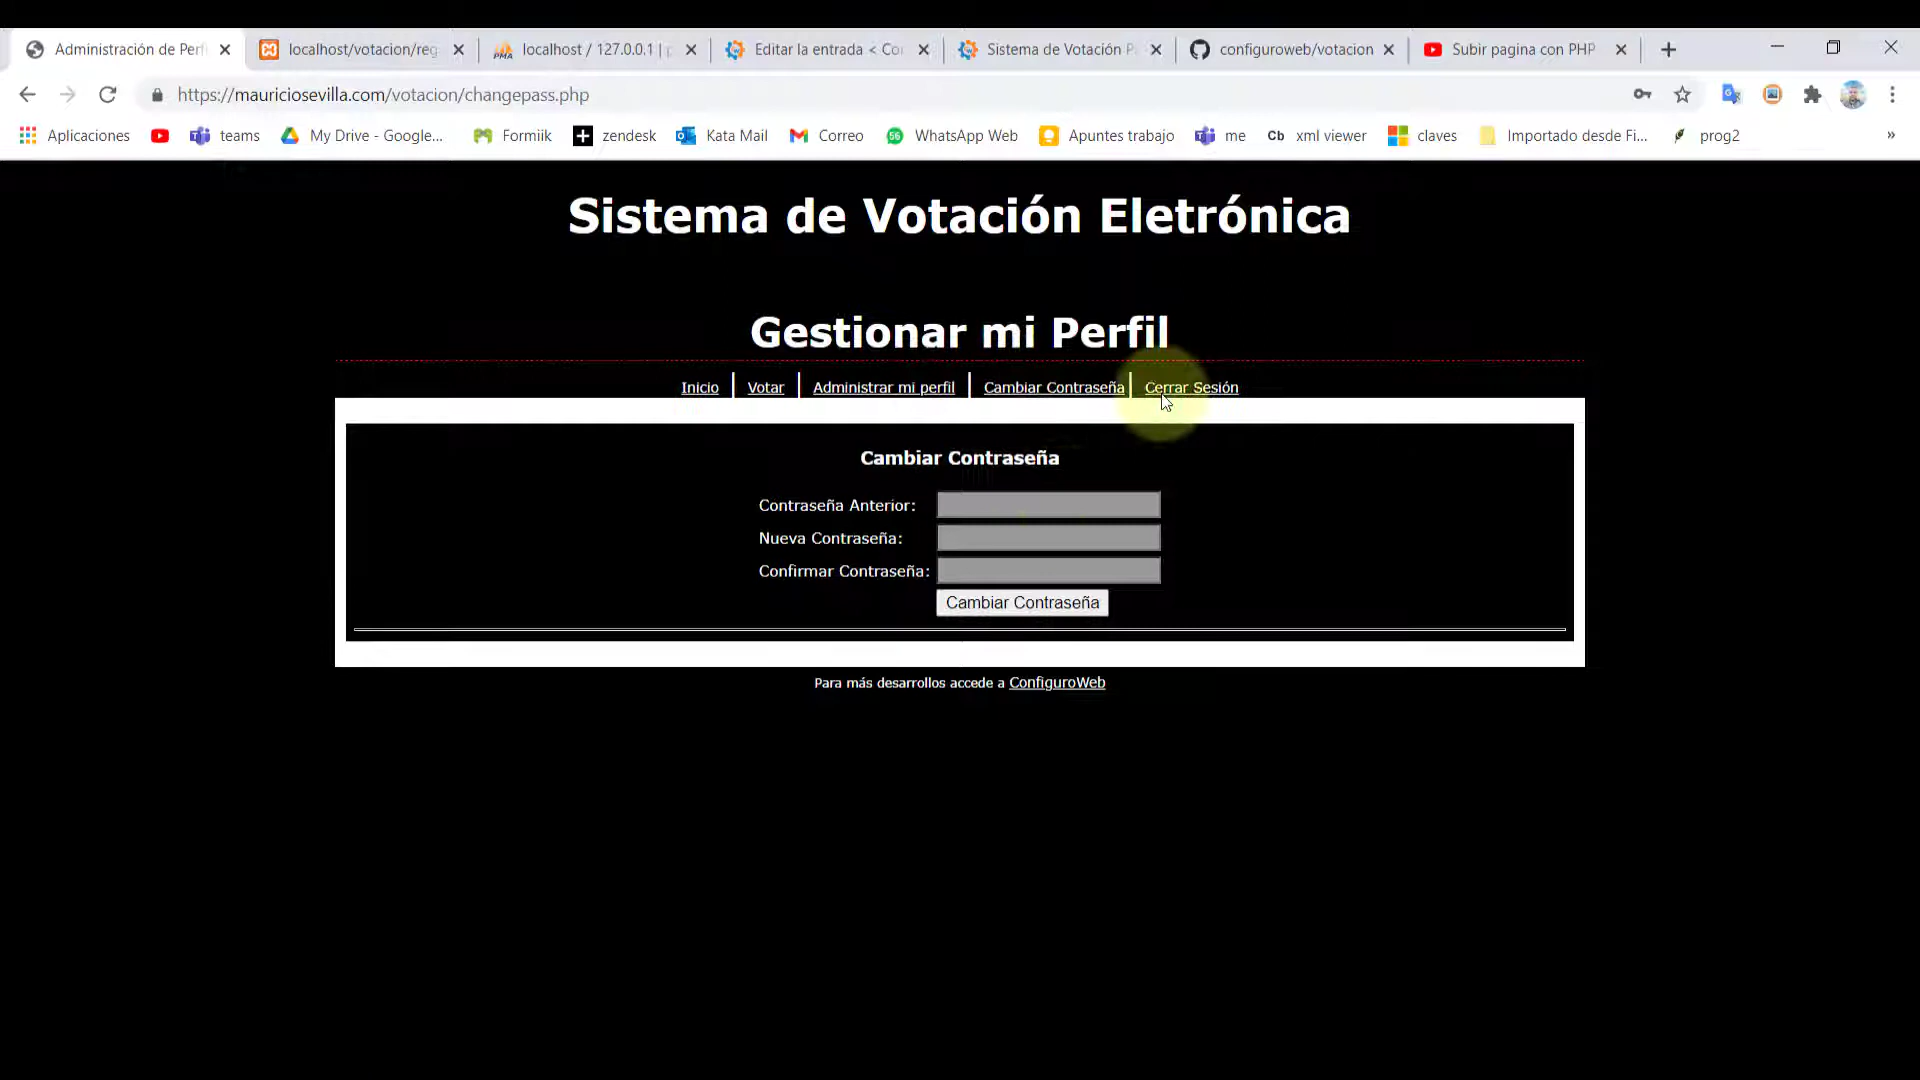 Administración de Perf
localhost/votacion/reg
localhost / 127.0.0.1 |
Editar la entrada < Co
Sistema de Votación P
configuroweb/votacion
Subir pagina con PHP
https://mauriciosevilla.com/votacion/changepass.php
Aplicaciones
teams
My Drive - Google...
Formiik
zendesk
Kata Mail
Correo
WhatsApp Web
Apuntes trabajo
me
Cb xml viewer
claves
Importado desde Fi...
prog2
»
Sistema de Votación Eletrónica
Gestionar mi Perfil
Inicio | Votar | Administrar mi perfil | Cambiar Contraseña | Cerrar Sesión
Cambiar Contraseña
Contraseña Anterior:
Nueva Contraseña:
Confirmar Contraseña:
Cambiar Contraseña
Para más desarrollos accede a ConfiguroWeb